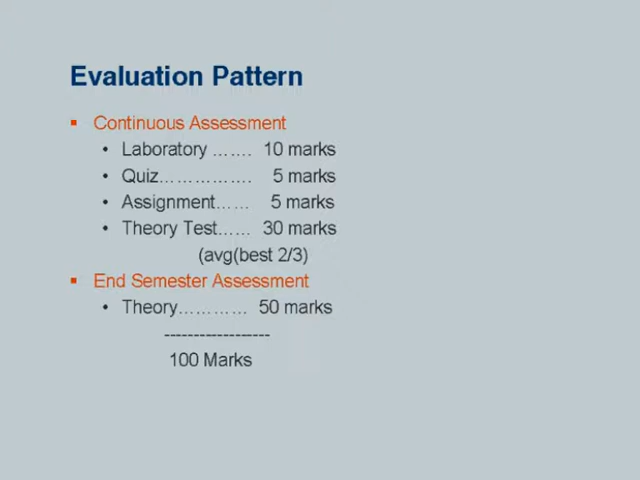 Evaluation Pattern
▪ Continuous Assessment
• Laboratory ……. 10 marks
• Quiz……………. 5 marks
• Assignment…… 5 marks
• Theory Test…… 30 marks
(avg(best 2/3)
▪ End Semester Assessment
• Theory………… 50 marks
------------------
100 Marks